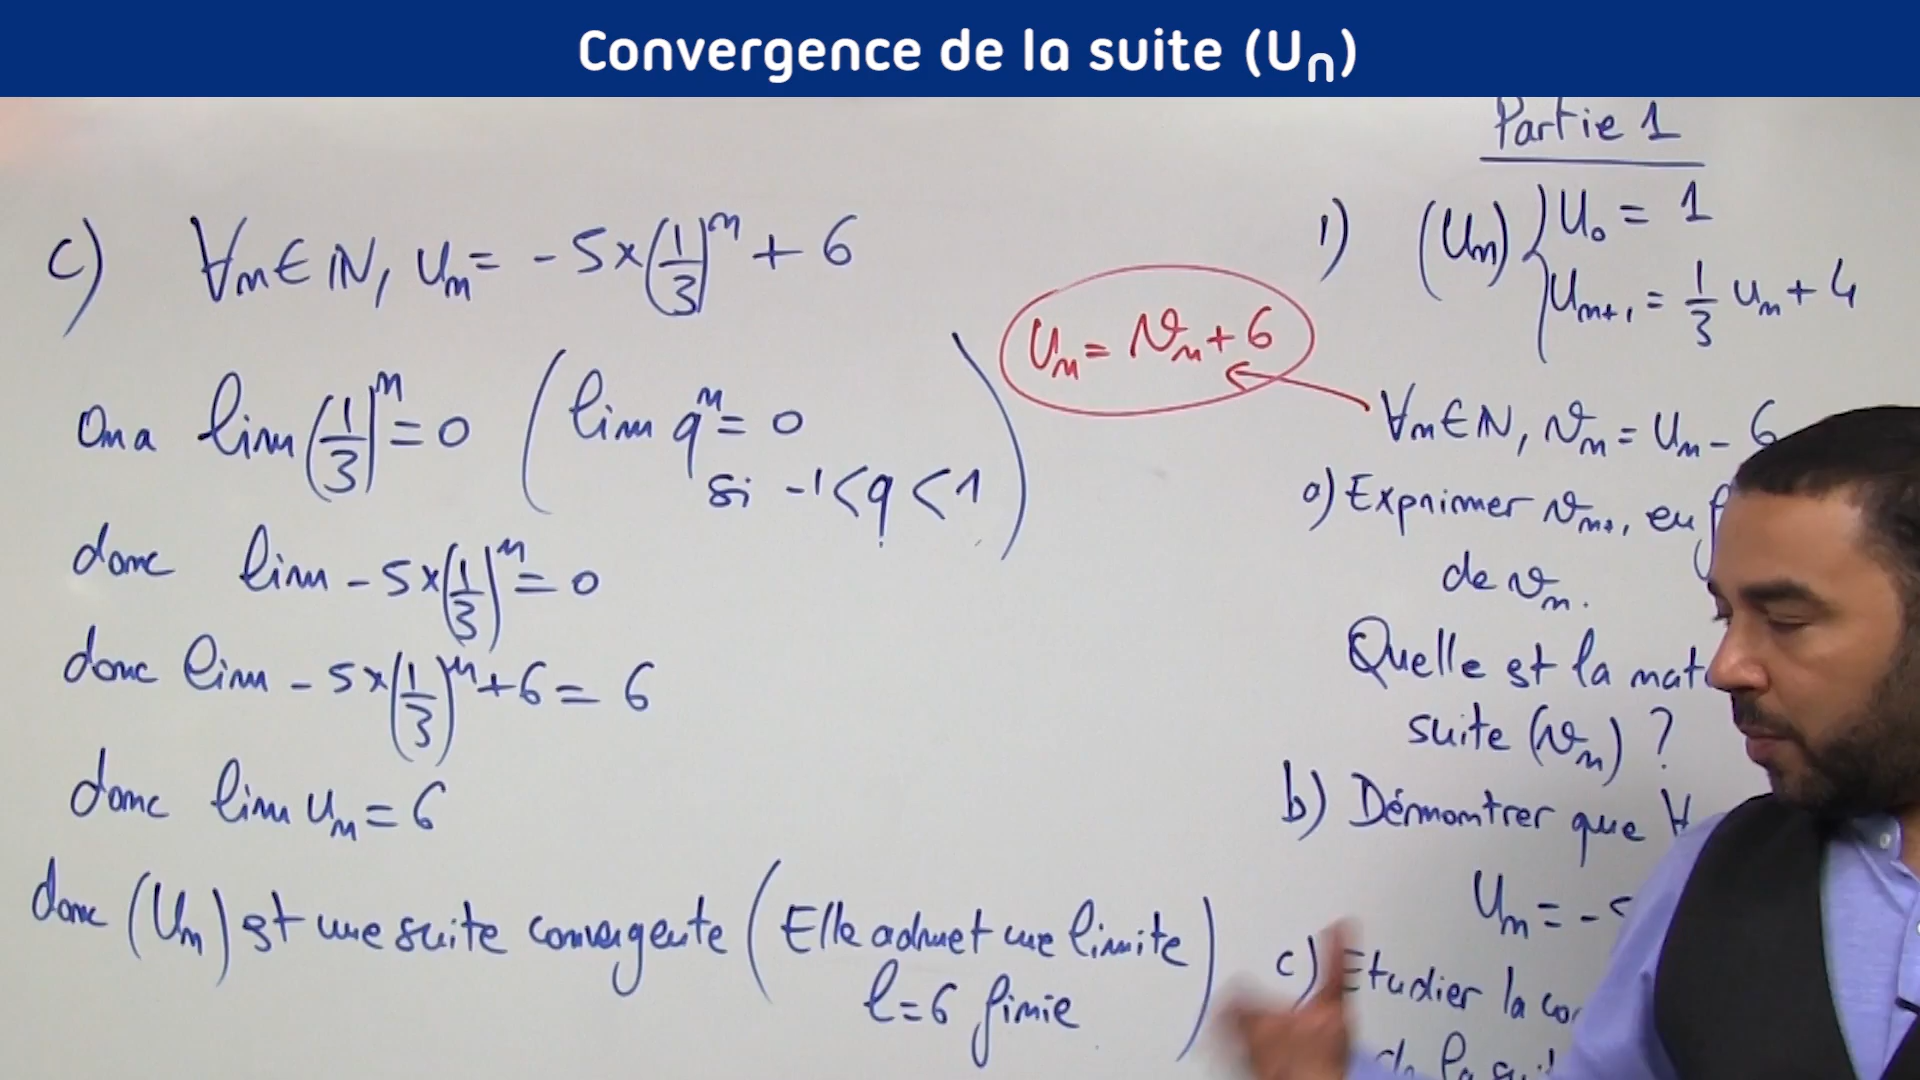 Convergence de la suite (Un)
c) ∀n∈ℕ, Un = -5×(1/3)^n + 6
On a lim (1/3)^n = 0 (lim q^n = 0
si -1<q<1)
donc lim -5×(1/3)^n = 0
donc lim -5×(1/3)^n + 6 = 6
donc lim Un = 6
donc (Un) est une suite convergente (Elle admet une limite
l=6 finie)
Un = vn + 6
Partie 1
1) (Un) { U0 = 1
Un+1 = 1/3 Un + 4
∀n∈ℕ, vn = Un - 6
a) Exprimer vn+1 en
de vn.
Quelle est la
suite (vn) ?
b) Démontrer que ∀
Un = -5
c) Etudier la
de la